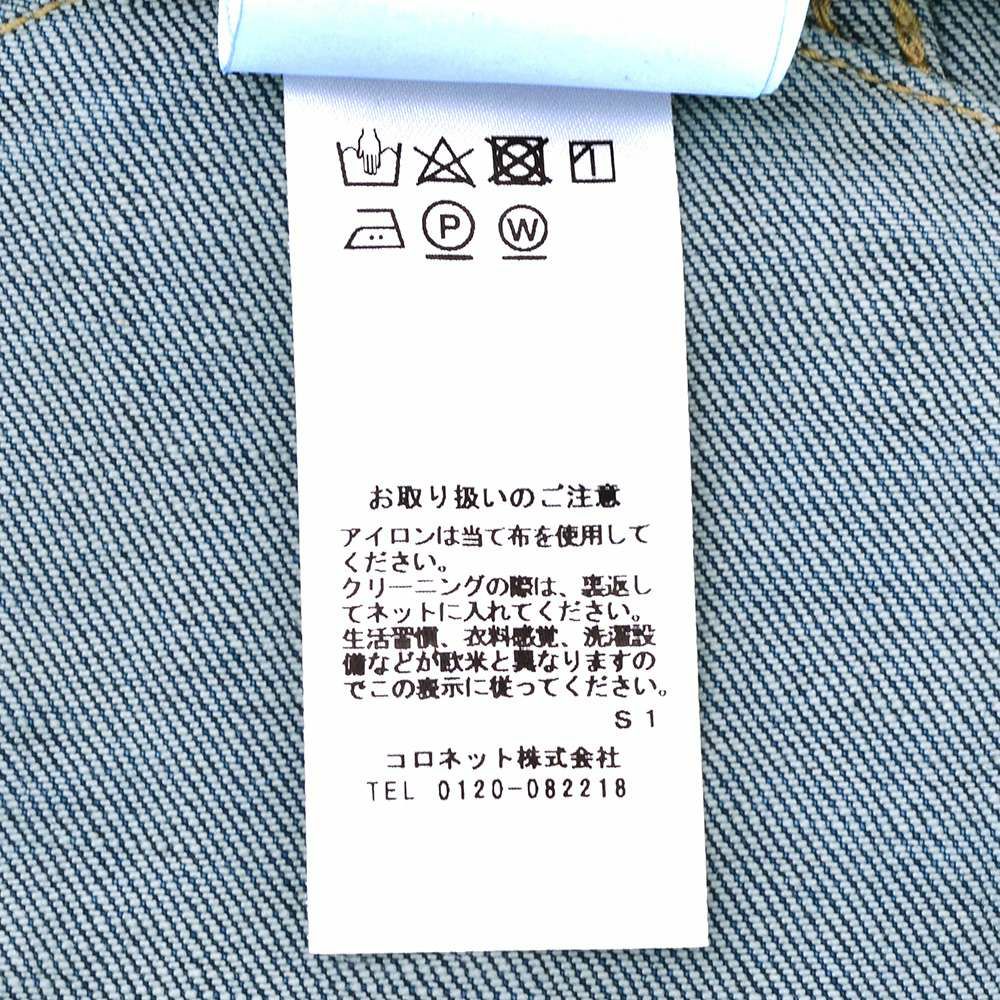 P W
お取り扱いのご注意
アイロンは当て布を使用して
ください。
クリーニングの際は、裏返し
てネットに入れてください。
生活習慣、衣料感覚、洗濯設
備などが欧米と異なりますの
でこの表示に従ってください。
S 1
コロネット株式会社
TEL 0120-082218